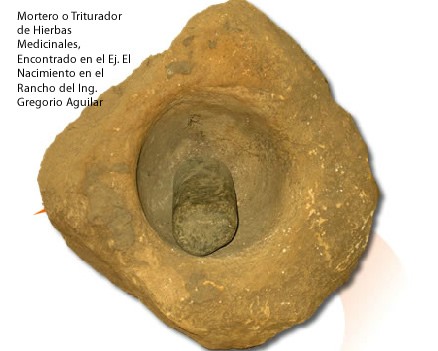 Mortero o Triturador
de Hierbas
Medicinales,
Encontrado en el Ej. El
Nacimiento en el
Rancho del Ing.
Gregorio Aguilar